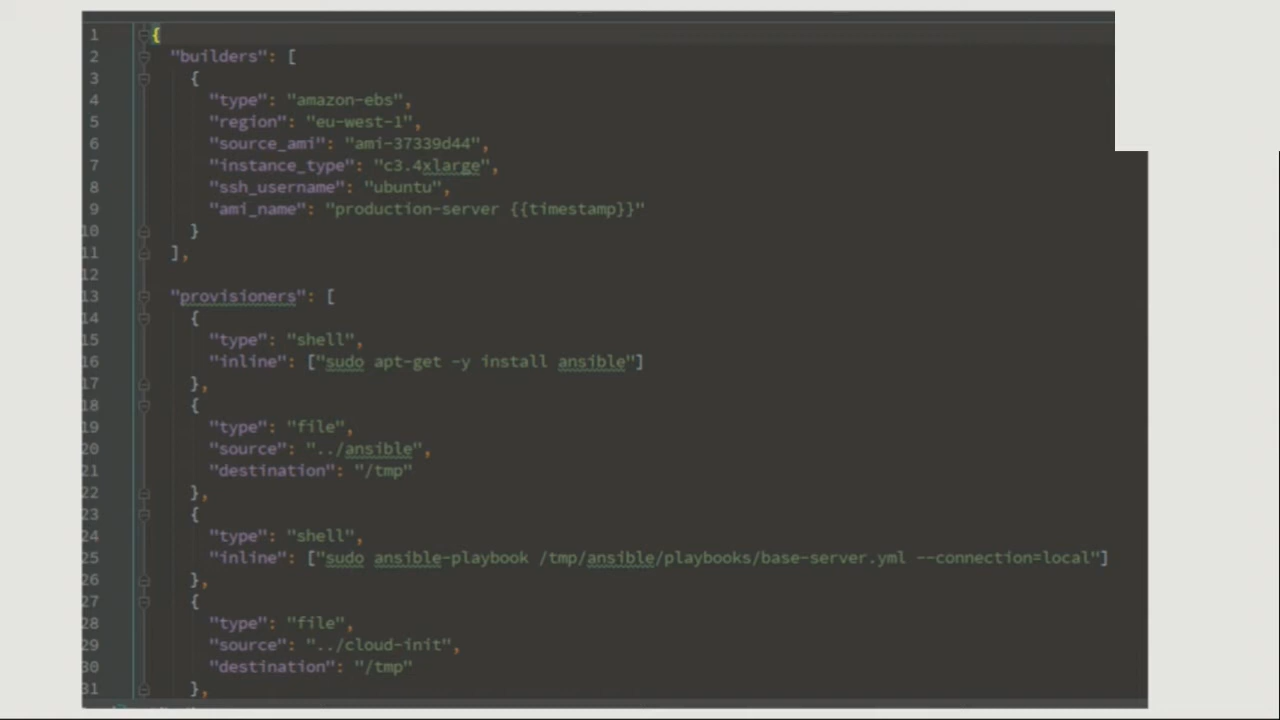 1 {
2 "builders": [
3 {
4 "type": "amazon-ebs",
5 "region": "eu-west-1",
6 "source_ami": "ami-37339d44",
7 "instance_type": "c3.4xlarge",
8 "ssh_username": "ubuntu",
9 "ami_name": "production-server {{timestamp}}"
10 }
11 ],
12
13 "provisioners": [
14 {
15 "type": "shell",
16 "inline": ["sudo apt-get -y install ansible"]
17 },
18 {
19 "type": "file",
20 "source": "../ansible",
21 "destination": "/tmp"
22 },
23 {
24 "type": "shell",
25 "inline": ["sudo ansible-playbook /tmp/ansible/playbooks/base-server.yml --connection=local"]
26 },
27 {
28 "type": "file",
29 "source": "../cloud-init",
30 "destination": "/tmp"
31 },